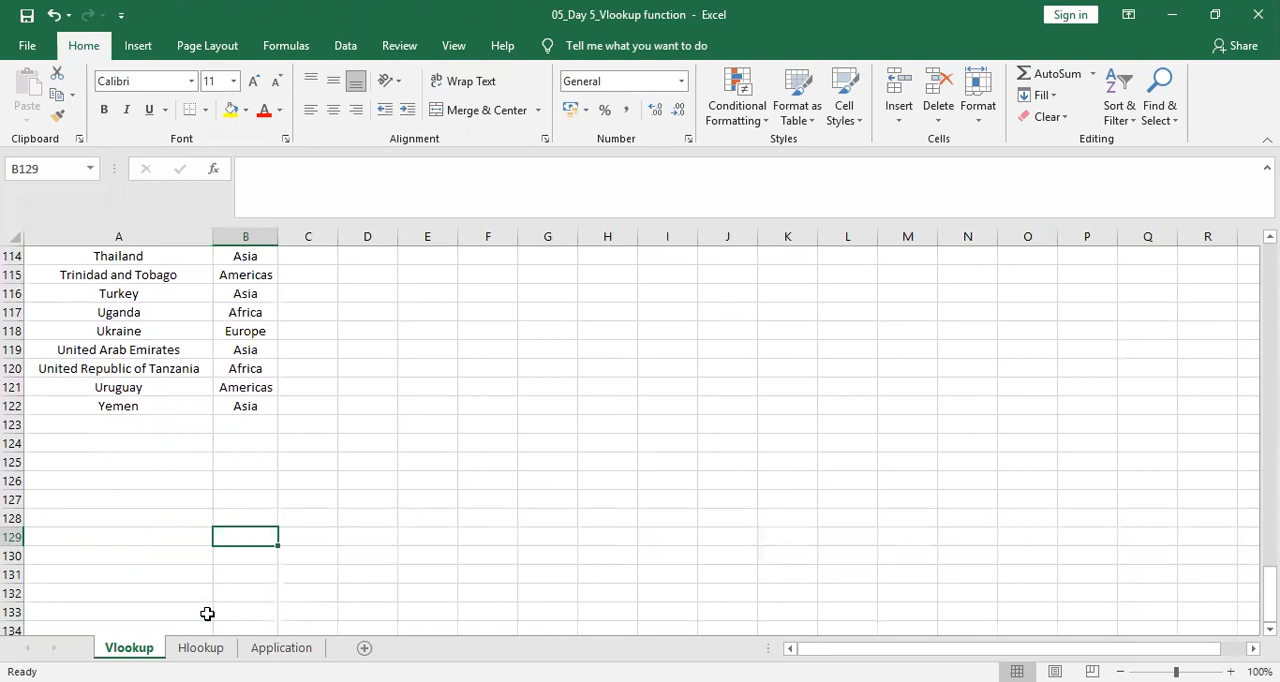 05_Day 5_Vlookup function - Excel
Sign in
File Home Insert Page Layout Formulas Data Review View Help Tell me what you want to do Share
Paste
Clipboard
Calibri 11
B I U
Font
Wrap Text
Merge & Center
Alignment
General
Number
Conditional Formatting
Format as Table
Cell Styles
Styles
Insert
Delete
Format
Cells
AutoSum
Fill
Clear
Sort & Filter
Find & Select
Editing
B129
fx
A B C D E F G H I J K L M N O P Q R
114 Thailand Asia
115 Trinidad and Tobago Americas
116 Turkey Asia
117 Uganda Africa
118 Ukraine Europe
119 United Arab Emirates Asia
120 United Republic of Tanzania Africa
121 Uruguay Americas
122 Yemen Asia
123
124
125
126
127
128
129
130
131
132
133
134
Vlookup Hlookup Application
Ready
100%